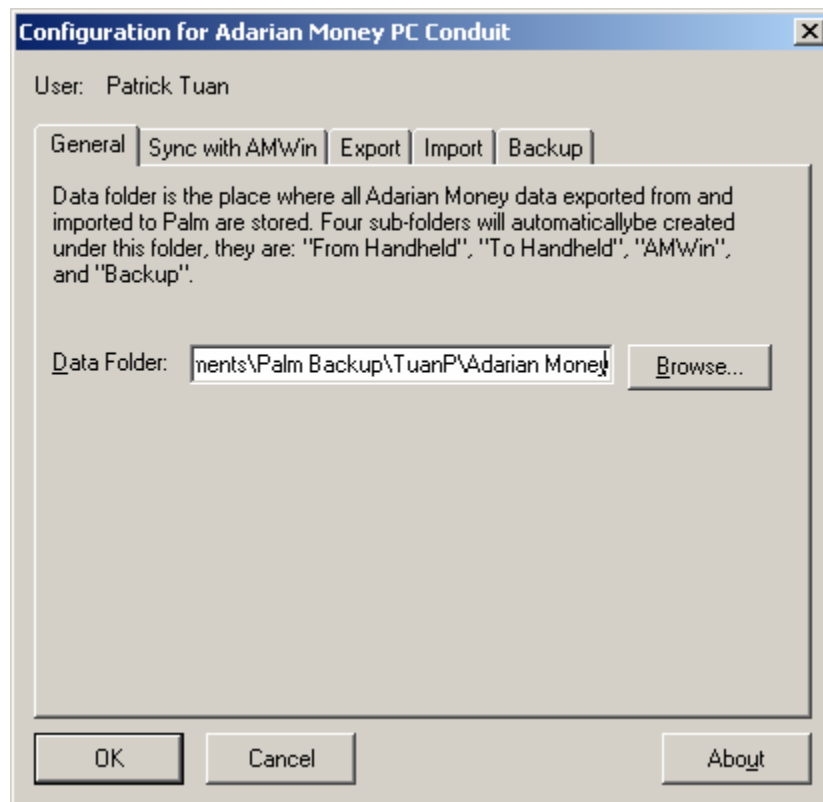 Configuration for Adarian Money PC Conduit
User: Patrick Tuan
General Sync with AMWin Export Import Backup
Data folder is the place where all Adarian Money data exported from and
imported to Palm are stored. Four sub-folders will automaticallybe created
under this folder, they are: "From Handheld", "To Handheld", "AMWin",
and "Backup".
Data Folder: ments\Palm Backup\TuanP\Adarian Money Browse...
OK Cancel About